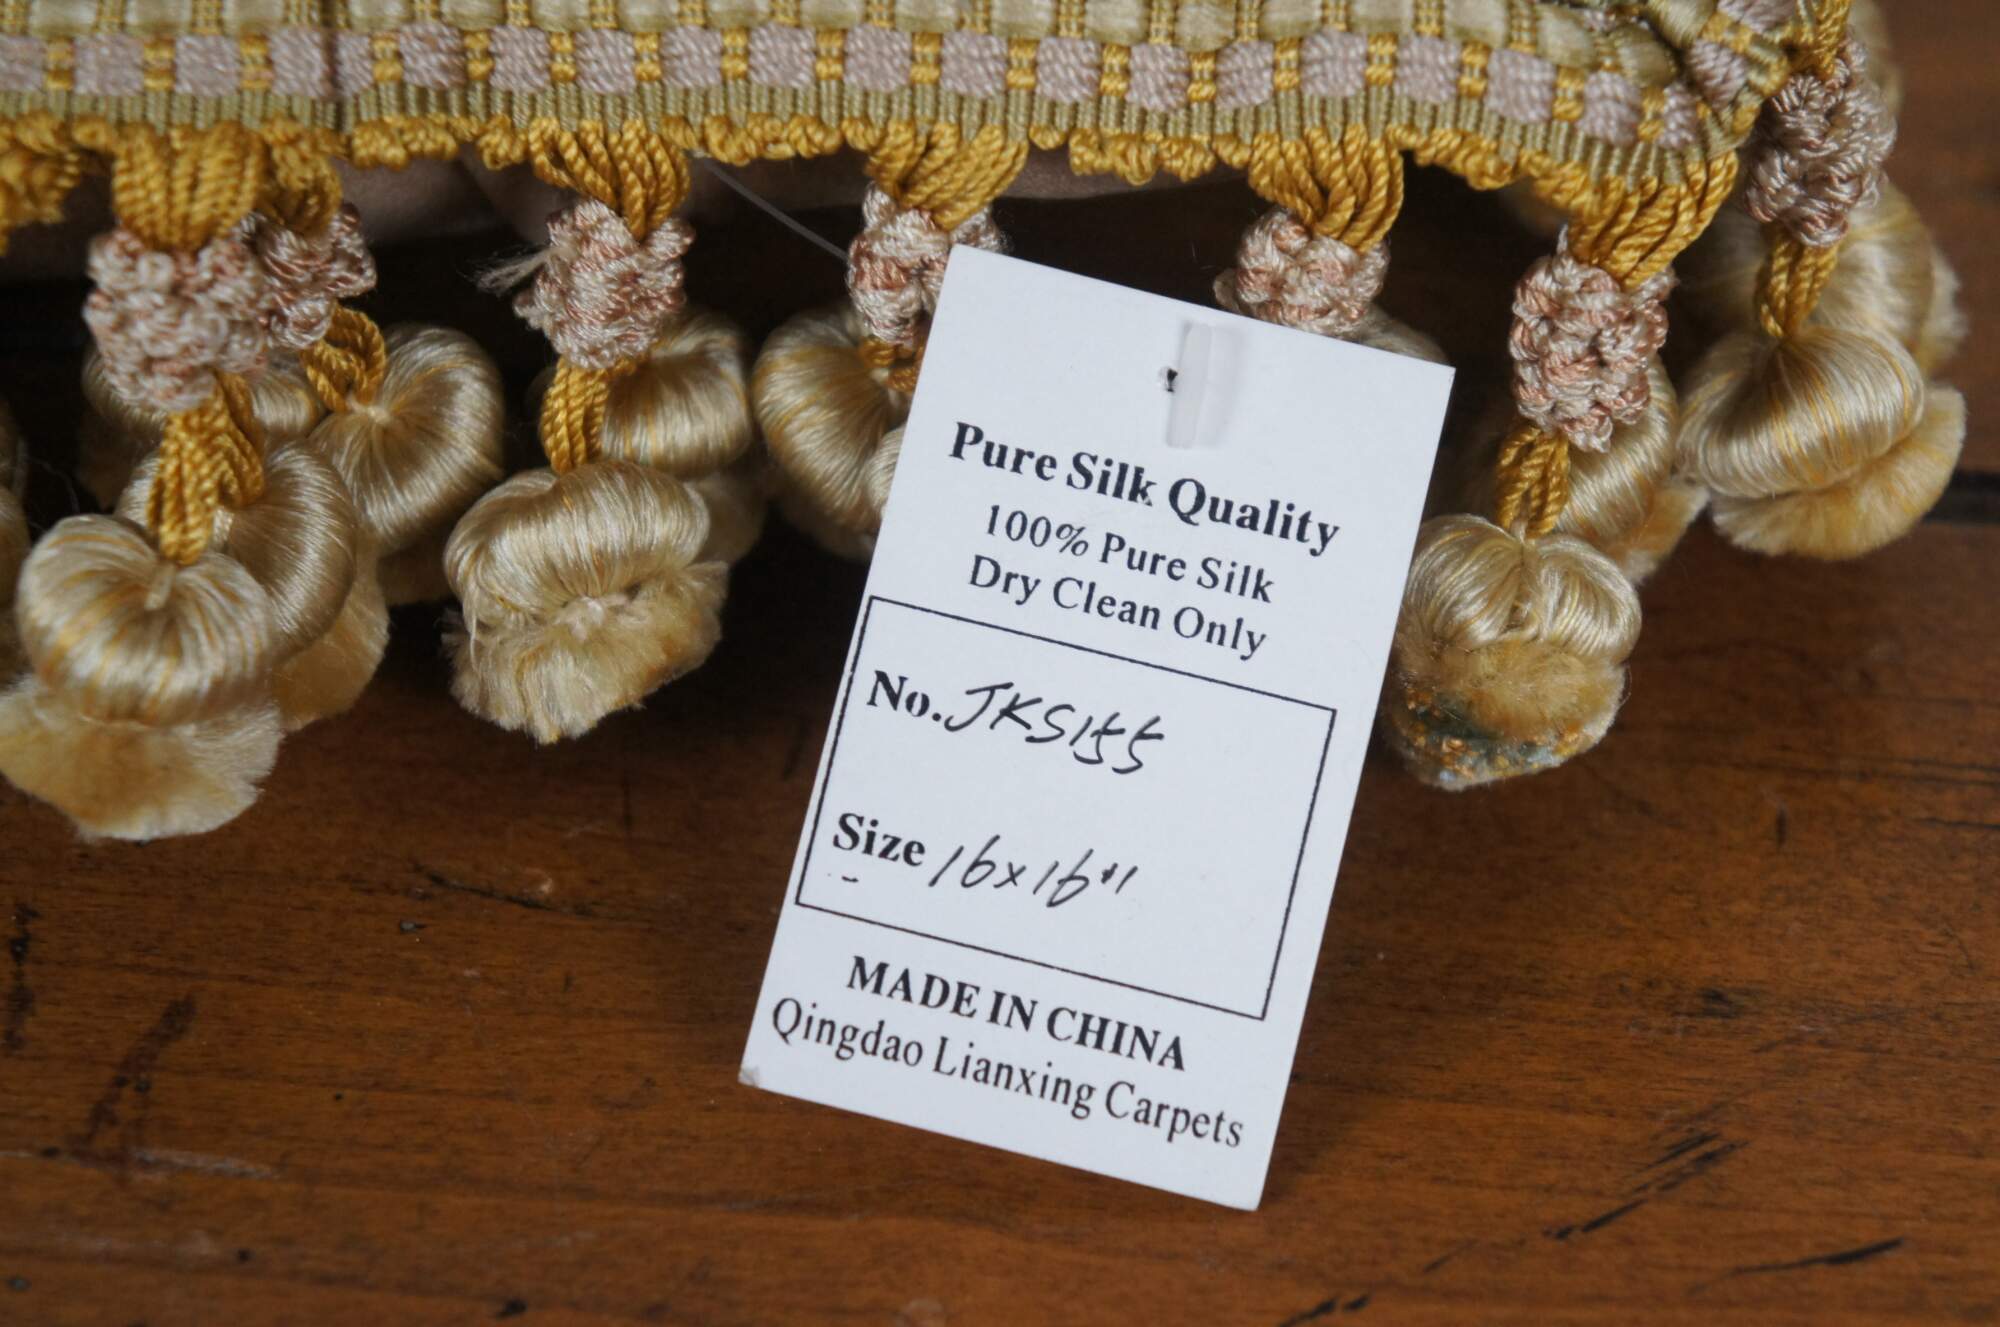 Pure Silk Quality
100% Pure Silk
Dry Clean Only
No. JKS155
Size 16x16"
MADE IN CHINA
Qingdao Lianxing Carpets